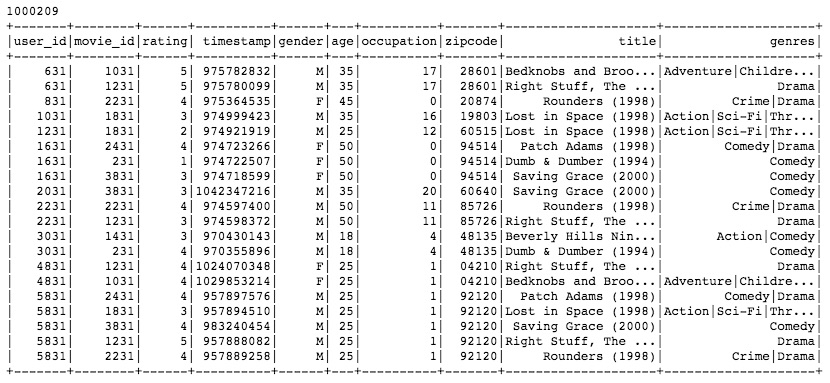 1000209
+-------+--------+------+----------+------+---+----------+-------+--------------------+--------------------+
|user_id|movie_id|rating| timestamp|gender|age|occupation|zipcode|               title|              genres|
+-------+--------+------+----------+------+---+----------+-------+--------------------+--------------------+
|    631|    1031|     5| 975782832|     M| 35|        17|  28601|Bedknobs and Broo...|Adventure|Childre...|
|    631|    1231|     5| 975780099|     M| 35|        17|  28601|Right Stuff, The ...|               Drama|
|    831|    2231|     4| 975364535|     F| 45|         0|  20874|     Rounders (1998)|         Crime|Drama|
|   1031|    1831|     3| 974999423|     M| 35|        16|  19803|Lost in Space (1998)|Action|Sci-Fi|Thr...|
|   1231|    1831|     2| 974921919|     M| 25|        12|  60515|Lost in Space (1998)|Action|Sci-Fi|Thr...|
|   1631|    2431|     4| 974723266|     F| 50|         0|  94514|  Patch Adams (1998)|        Comedy|Drama|
|   1631|     231|     1| 974722507|     F| 50|         0|  94514|Dumb & Dumber (1994)|              Comedy|
|   1631|    3831|     3| 974718599|     F| 50|         0|  94514| Saving Grace (2000)|              Comedy|
|   2031|    3831|     3|1042347216|     M| 35|        20|  60640| Saving Grace (2000)|              Comedy|
|   2231|    2231|     4| 974597400|     M| 50|        11|  85726|     Rounders (1998)|         Crime|Drama|
|   2231|    1231|     3| 974598372|     M| 50|        11|  85726|Right Stuff, The ...|               Drama|
|   3031|    1431|     3| 970430143|     M| 18|         4|  48135|Beverly Hills Nin...|       Action|Comedy|
|   3031|     231|     4| 970355896|     M| 18|         4|  48135|Dumb & Dumber (1994)|              Comedy|
|   4831|    1231|     4|1024070348|     F| 25|         1|  04210|Right Stuff, The ...|               Drama|
|   4831|    1031|     4|1029853214|     F| 25|         1|  04210|Bedknobs and Broo...|Adventure|Childre...|
|   5831|    2431|     4| 957897576|     M| 25|         1|  92120|  Patch Adams (1998)|        Comedy|Drama|
|   5831|    1831|     3| 957894510|     M| 25|         1|  92120|Lost in Space (1998)|Action|Sci-Fi|Thr...|
|   5831|    3831|     4| 983240454|     M| 25|         1|  92120| Saving Grace (2000)|              Comedy|
|   5831|    1231|     5| 957888082|     M| 25|         1|  92120|Right Stuff, The ...|               Drama|
|   5831|    2231|     4| 957889258|     M| 25|         1|  92120|     Rounders (1998)|         Crime|Drama|
+-------+--------+------+----------+------+---+----------+-------+--------------------+--------------------+